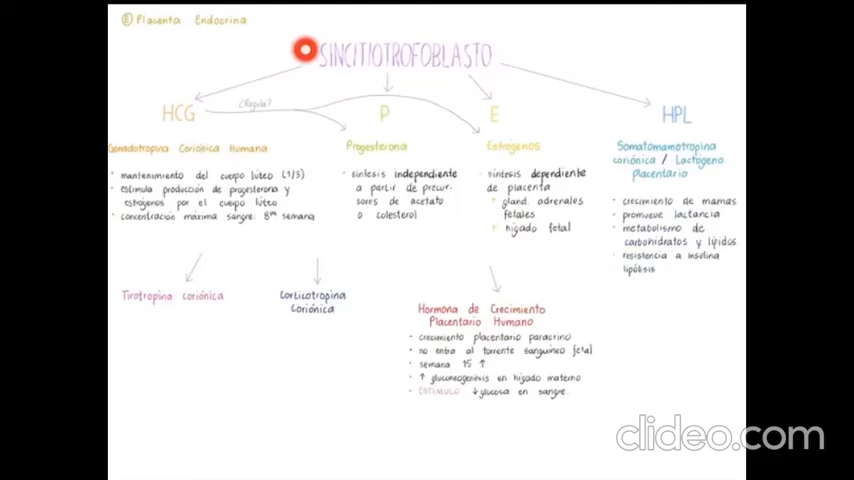 Ⓔ Placenta Endocrina
SINCITIOTROFOBLASTO
HCG
¿Regula?
P
E
HPL
Gonadotropina Coriónica Humana
• mantenimiento del cuerpo lúteo (1/3)
• estimula producción de progesterona y
estrógenos por el cuerpo lúteo
• concentración máxima sangre: 8va semana
Progesterona
• síntesis independiente
a partir de precur-
sores de acetato
o colesterol
Estrógenos
• síntesis dependiente
de placenta
+ gland. adrenales
fetales
+ hígado fetal
Somatomamotropina
coriónica / Lactógeno
placentario
• crecimiento de mamas
• promueve lactancia
• metabolismo de
carbohidratos y lípidos
• resistencia a insulina
• lipólisis
Tirotropina coriónica
Corticotropina
Coriónica
Hormona de Crecimiento
Placentario Humano
• crecimiento placentario paracrino
• no entra al torrente sanguíneo fetal
• semana 15 ↑
• ↑ gluconeogénesis en hígado materno
• ESTIMULO ↓glucosa en sangre.
clideo.com